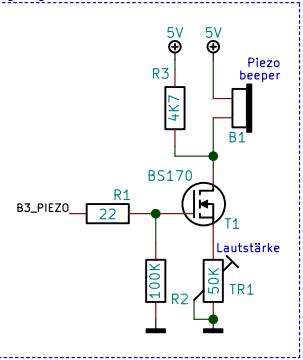 5V
5V
Piezo
beeper
R3
4K7
B1
BS170
R1
B3_PIEZO
22
T1
Lautstärke
100K
50K
R2
TR1